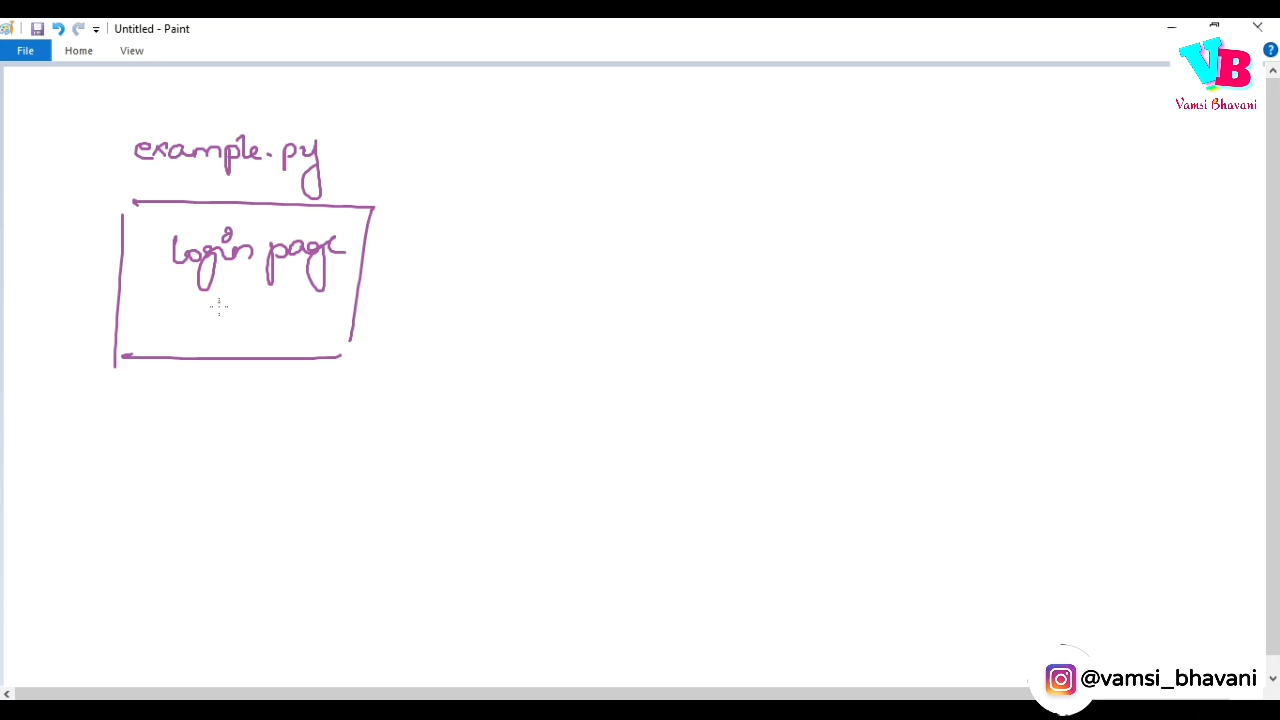 Untitled - Paint
File Home View
VB
Vamsi Bhavani
example.py
login page
@vamsi_bhavani